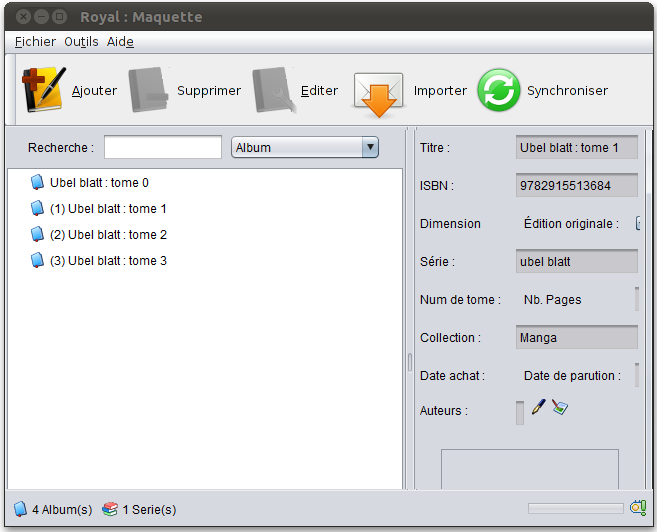 Royal : Maquette
Fichier Outils Aide
Ajouter Supprimer Editer Importer Synchroniser
Recherche : Album
Ubel blatt : tome 0
(1) Ubel blatt : tome 1
(2) Ubel blatt : tome 2
(3) Ubel blatt : tome 3
Titre : Ubel blatt : tome 1
ISBN : 9782915513684
Dimension Édition originale :
Série : ubel blatt
Num de tome : Nb. Pages
Collection : Manga
Date achat : Date de parution :
Auteurs :
4 Album(s) 1 Serie(s)